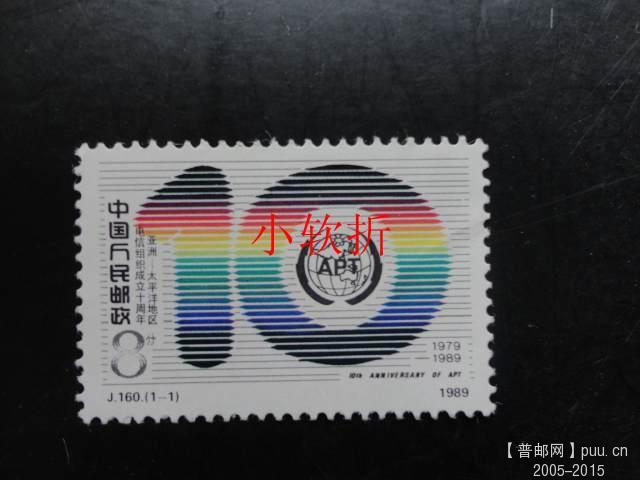 中国人民邮政
亚洲—太平洋地区
电信组织成立十周年
8分
10
小软折
APT
1979
1989
10th ANNIVERSARY OF APT
J.160.(1—1)
1989
【普邮网】puu.cn
2005-2015